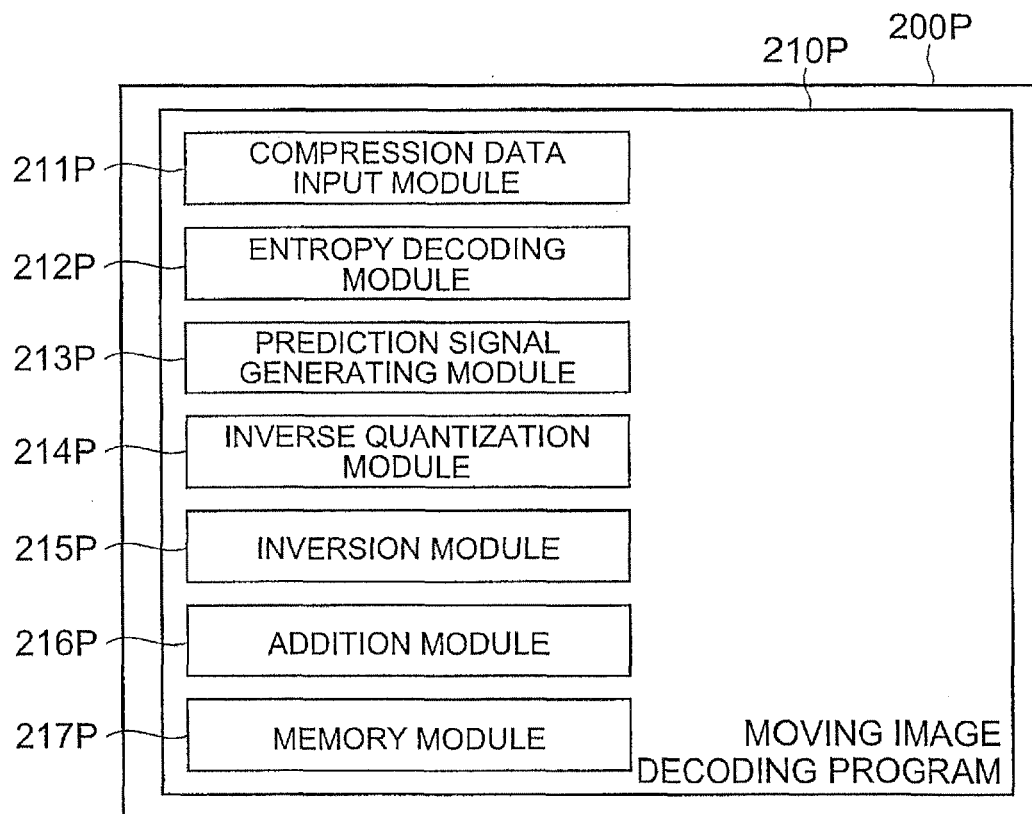 200P
210P
211P
COMPRESSION DATA
INPUT MODULE
212P
ENTROPY DECODING
MODULE
213P
PREDICTION SIGNAL
GENERATING MODULE
214P
INVERSE QUANTIZATION
MODULE
215P
INVERSION MODULE
216P
ADDITION MODULE
217P
MEMORY MODULE
MOVING IMAGE
DECODING PROGRAM